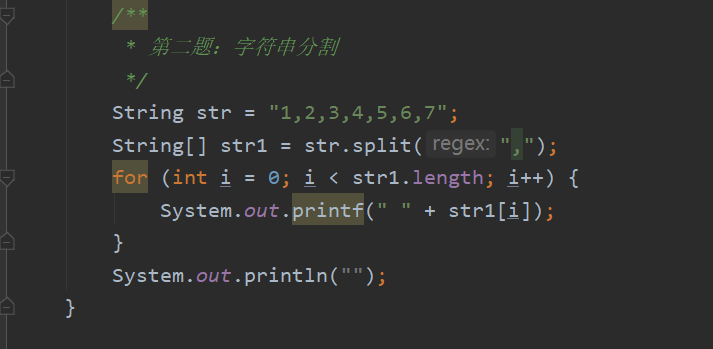 /**
 * 第二题：字符串分割
 */
String str = "1,2,3,4,5,6,7";
String[] str1 = str.split( regex: ",");
for (int i = 0; i < str1.length; i++) {
    System.out.printf(" " + str1[i]);
}
System.out.println("");
}